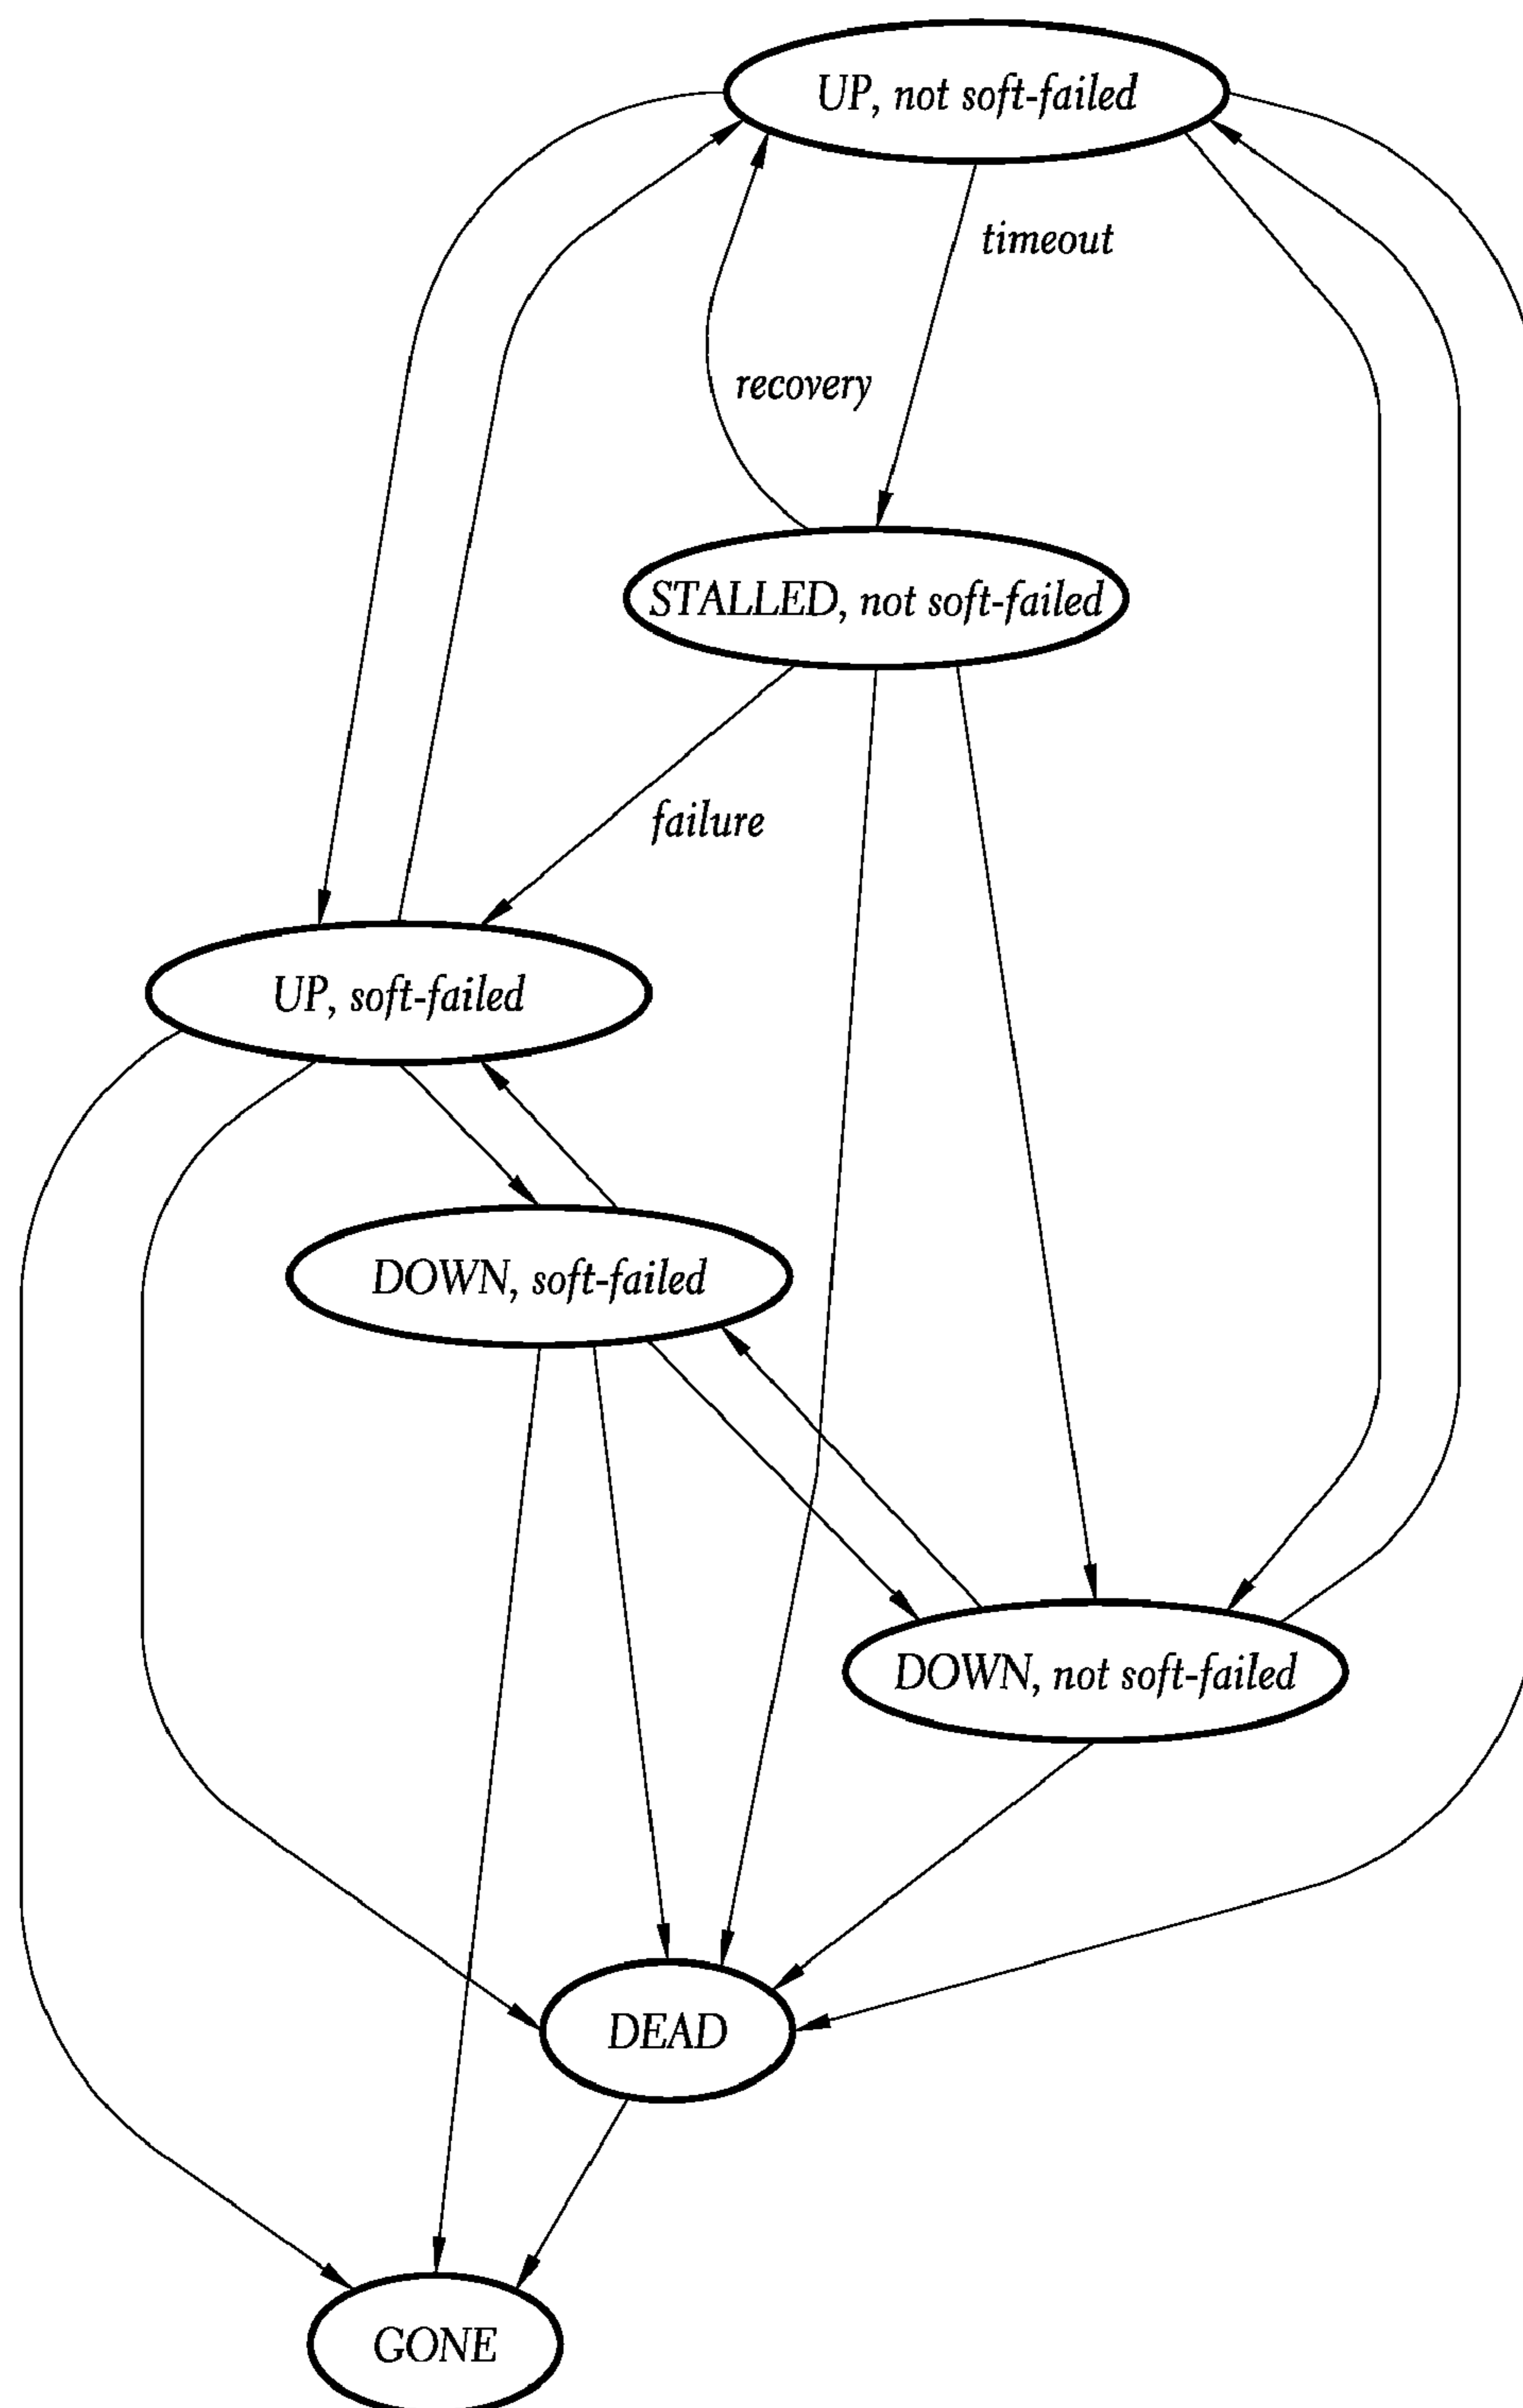 UP, not soft-failed
timeout
recovery
STALLED, not soft-failed
failure
UP, soft-failed
DOWN, soft-failed
DOWN, not soft-failed
DEAD
GONE